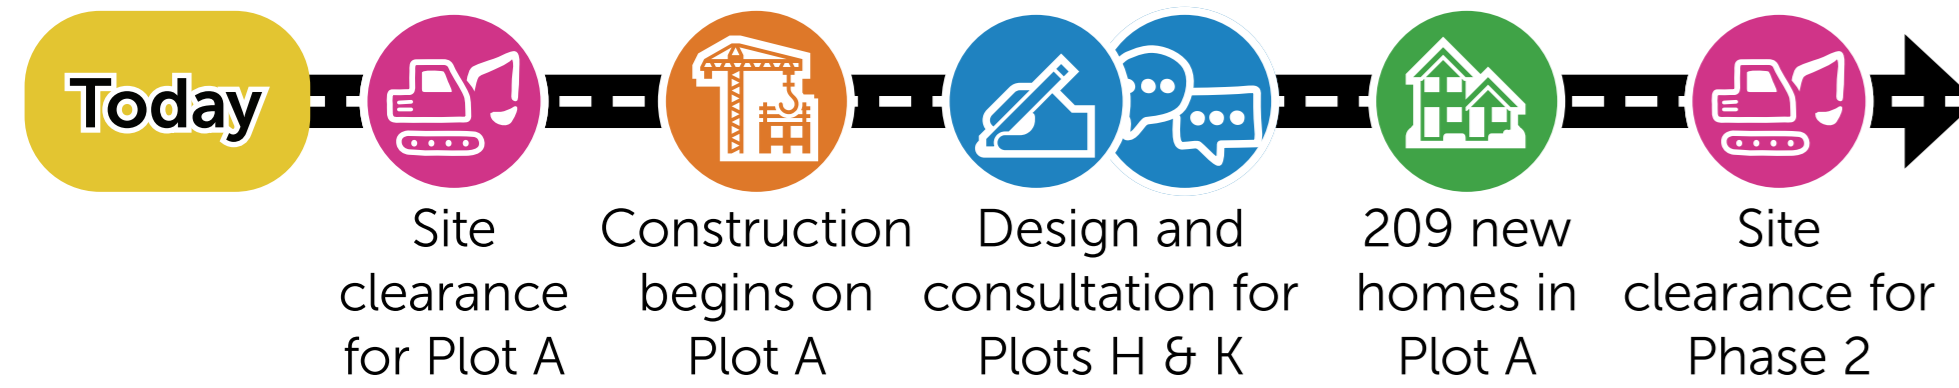 Today
Site
clearance
for Plot A
Construction
begins on
Plot A
Design and
consultation for
Plots H & K
209 new
homes in
Plot A
Site
clearance for
Phase 2